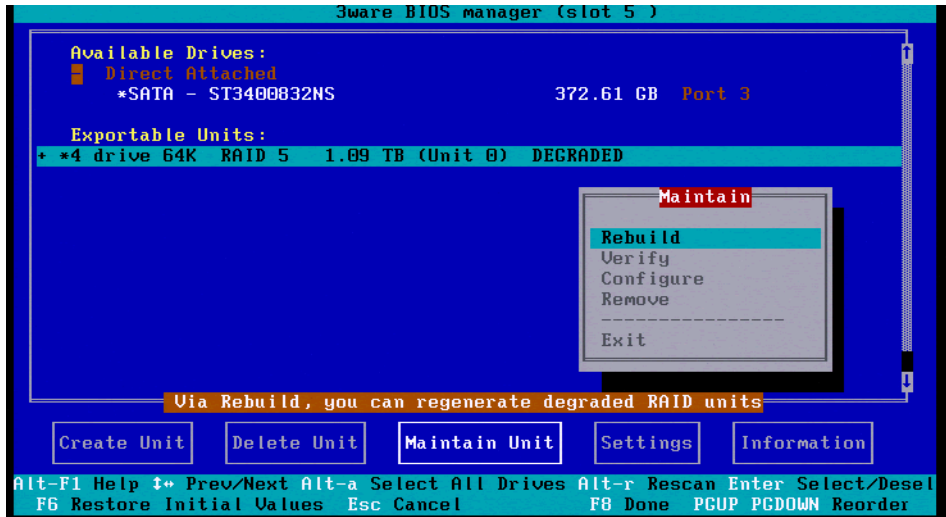 3ware BIOS manager (slot 5 )
Available Drives:
- Direct Attached
*SATA - ST3400832NS 372.61 GB Port 3
Exportable Units:
+ *4 drive 64K RAID 5 1.09 TB (Unit 0) DEGRADED
Maintain
Rebuild
Verify
Configure
Remove
-----------------
Exit
Via Rebuild, you can regenerate degraded RAID units
Create Unit Delete Unit Maintain Unit Settings Information
Alt-F1 Help ↕↔ Prev/Next Alt-a Select All Drives Alt-r Rescan Enter Select/Desel
F6 Restore Initial Values Esc Cancel F8 Done PGUP PGDOWN Reorder